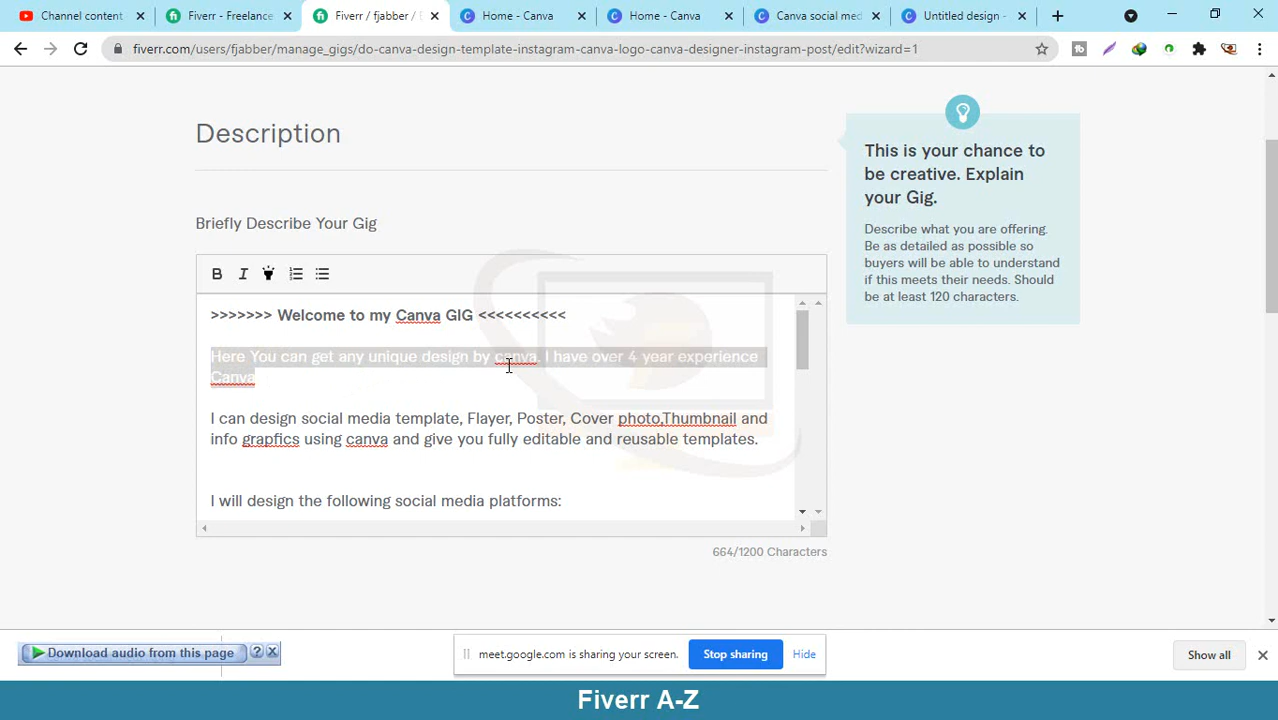 Channel content
Fiverr - Freelance
Fiverr / fjabber / E
Home - Canva
Home - Canva
Canva social med
Untitled design -
fiverr.com/users/fjabber/manage_gigs/do-canva-design-template-instagram-canva-logo-canva-designer-instagram-post/edit?wizard=1
Description
Briefly Describe Your Gig
B I
>>>>>>> Welcome to my Canva GIG <<<<<<<<<<
Here You can get any unique design by canva. I have over 4 year experience
Canva
I can design social media template, Flayer, Poster, Cover photo,Thumbnail and
info grapfics using canva and give you fully editable and reusable templates.
I will design the following social media platforms:
664/1200 Characters
This is your chance to
be creative. Explain
your Gig.
Describe what you are offering.
Be as detailed as possible so
buyers will be able to understand
if this meets their needs. Should
be at least 120 characters.
Download audio from this page ? X
meet.google.com is sharing your screen. Stop sharing Hide
Show all
Fiverr A-Z